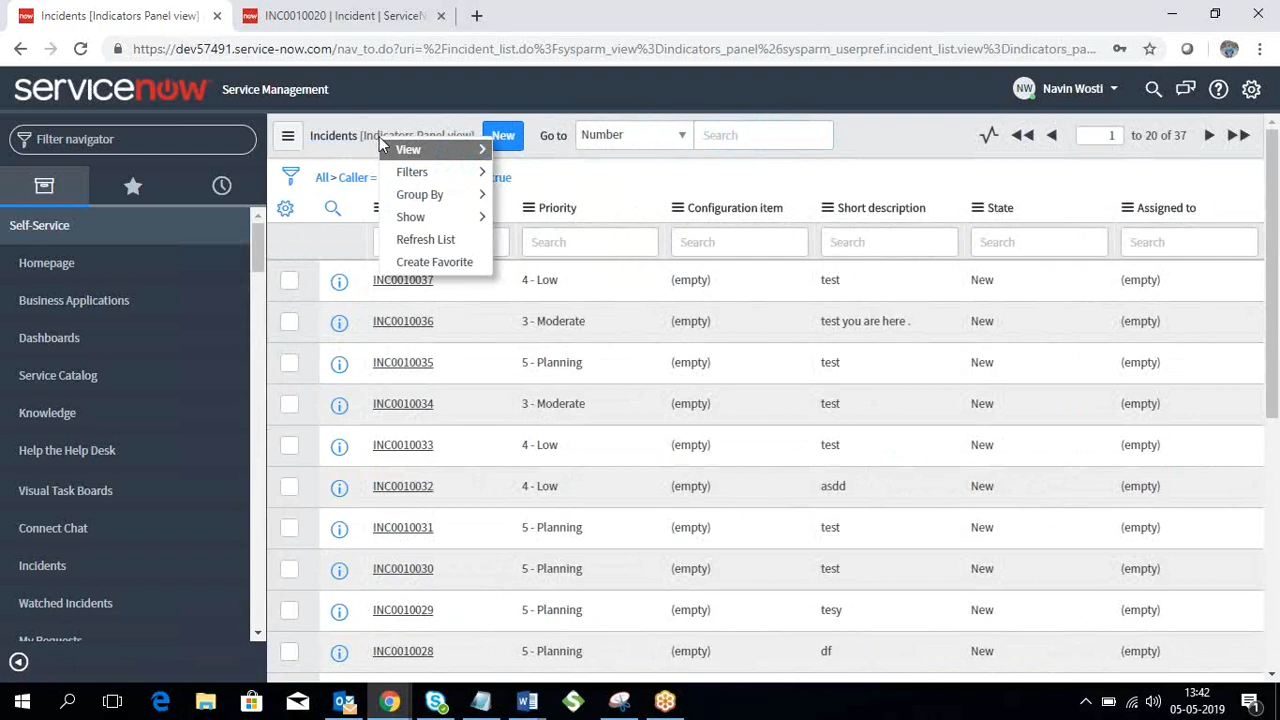 Incidents [Indicators Panel view]
INC0010020 | Incident | ServiceN
https://dev57491.service-now.com/nav_to.do?uri=%2Fincident_list.do%3Fsysparm_view%3Dindicators_panel%26sysparm_userpref.incident_list.view%3Dindicators_pa...
servicenow Service Management
NW Navin Wosti
Filter navigator
Incidents [Indicators Panel view] New Go to Number Search 1 to 20 of 37
View
Filters
Group By
Show
Refresh List
Create Favorite
All > Caller = true
Priority Configuration item Short description State Assigned to
Search Search Search Search Search
INC0010037 4 - Low (empty) test New (empty)
INC0010036 3 - Moderate (empty) test you are here . New (empty)
INC0010035 5 - Planning (empty) test New (empty)
INC0010034 3 - Moderate (empty) test New (empty)
INC0010033 4 - Low (empty) test New (empty)
INC0010032 4 - Low (empty) asdd New (empty)
INC0010031 5 - Planning (empty) test New (empty)
INC0010030 5 - Planning (empty) test New (empty)
INC0010029 5 - Planning (empty) tesy New (empty)
INC0010028 5 - Planning (empty) df New (empty)
Self-Service
Homepage
Business Applications
Dashboards
Service Catalog
Knowledge
Help the Help Desk
Visual Task Boards
Connect Chat
Incidents
Watched Incidents
My Requests
13:42
05-05-2019
1